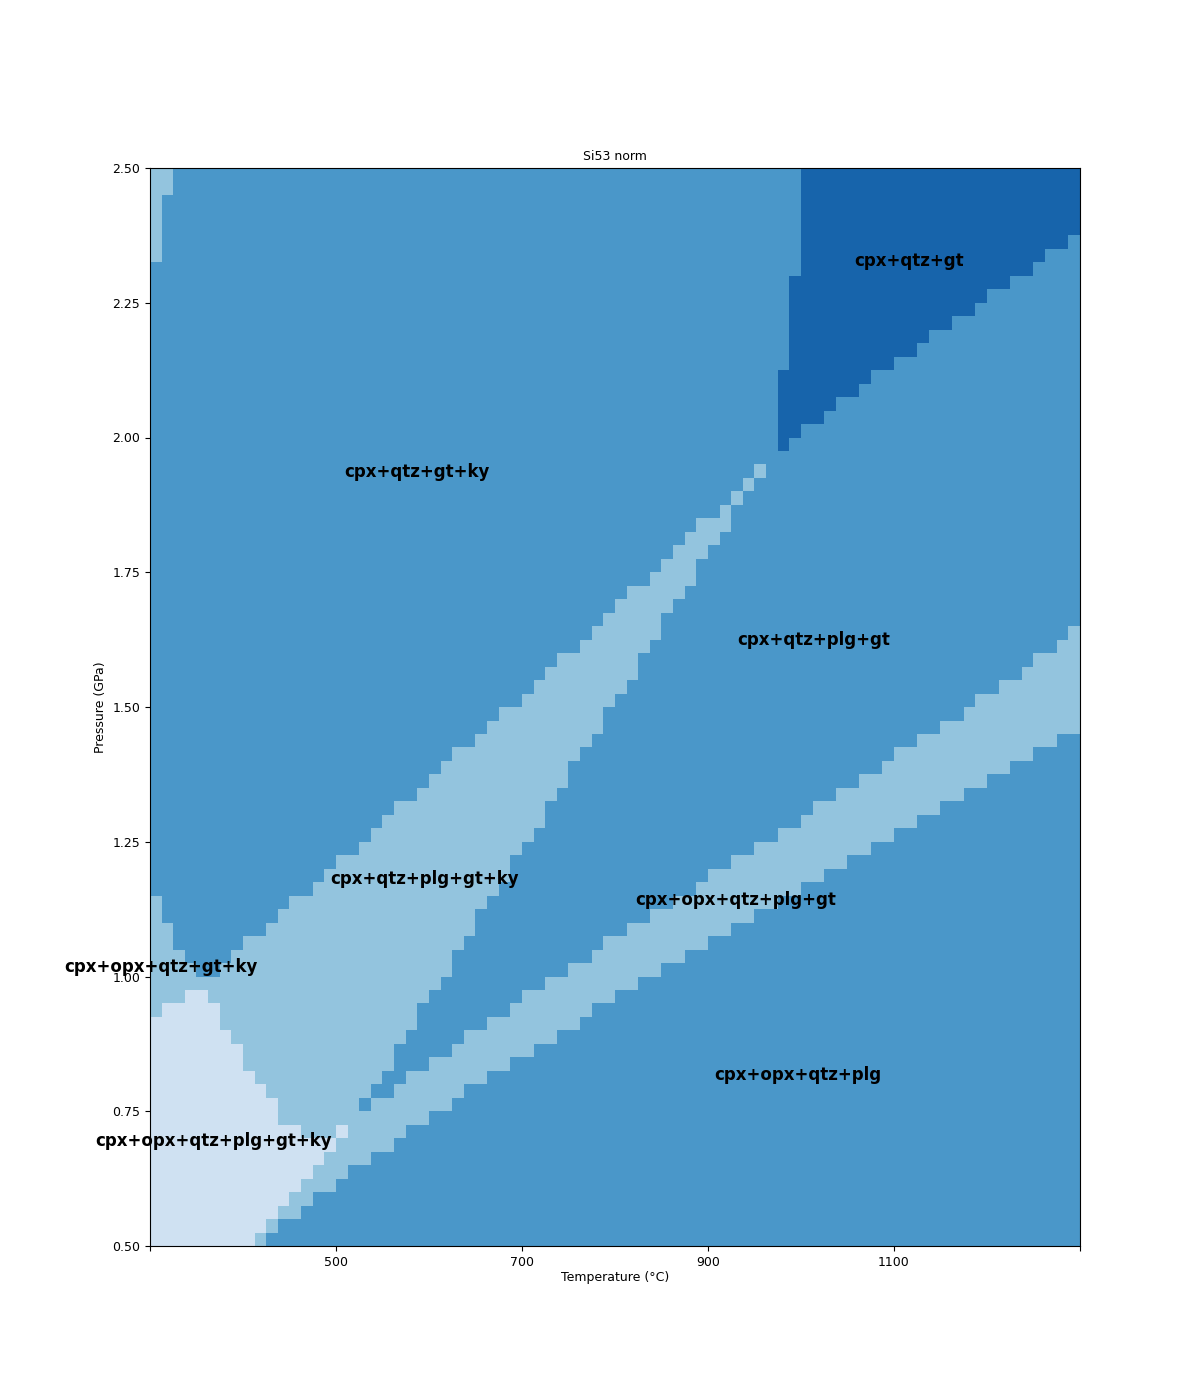 Si53 norm
2.50
cpx+qtz+gt
2.25
2.00
cpx+qtz+gt+ky
1.75
cpx+qtz+plg+gt
Pressure (GPa)
1.50
1.25
cpx+qtz+plg+gt+ky
cpx+opx+qtz+plg+gt
cpx+opx+qtz+gt+ky
1.00
cpx+opx+qtz+plg
0.75
cpx+opx+qtz+plg+gt+ky
0.50
500 700 900 1100
Temperature (°C)